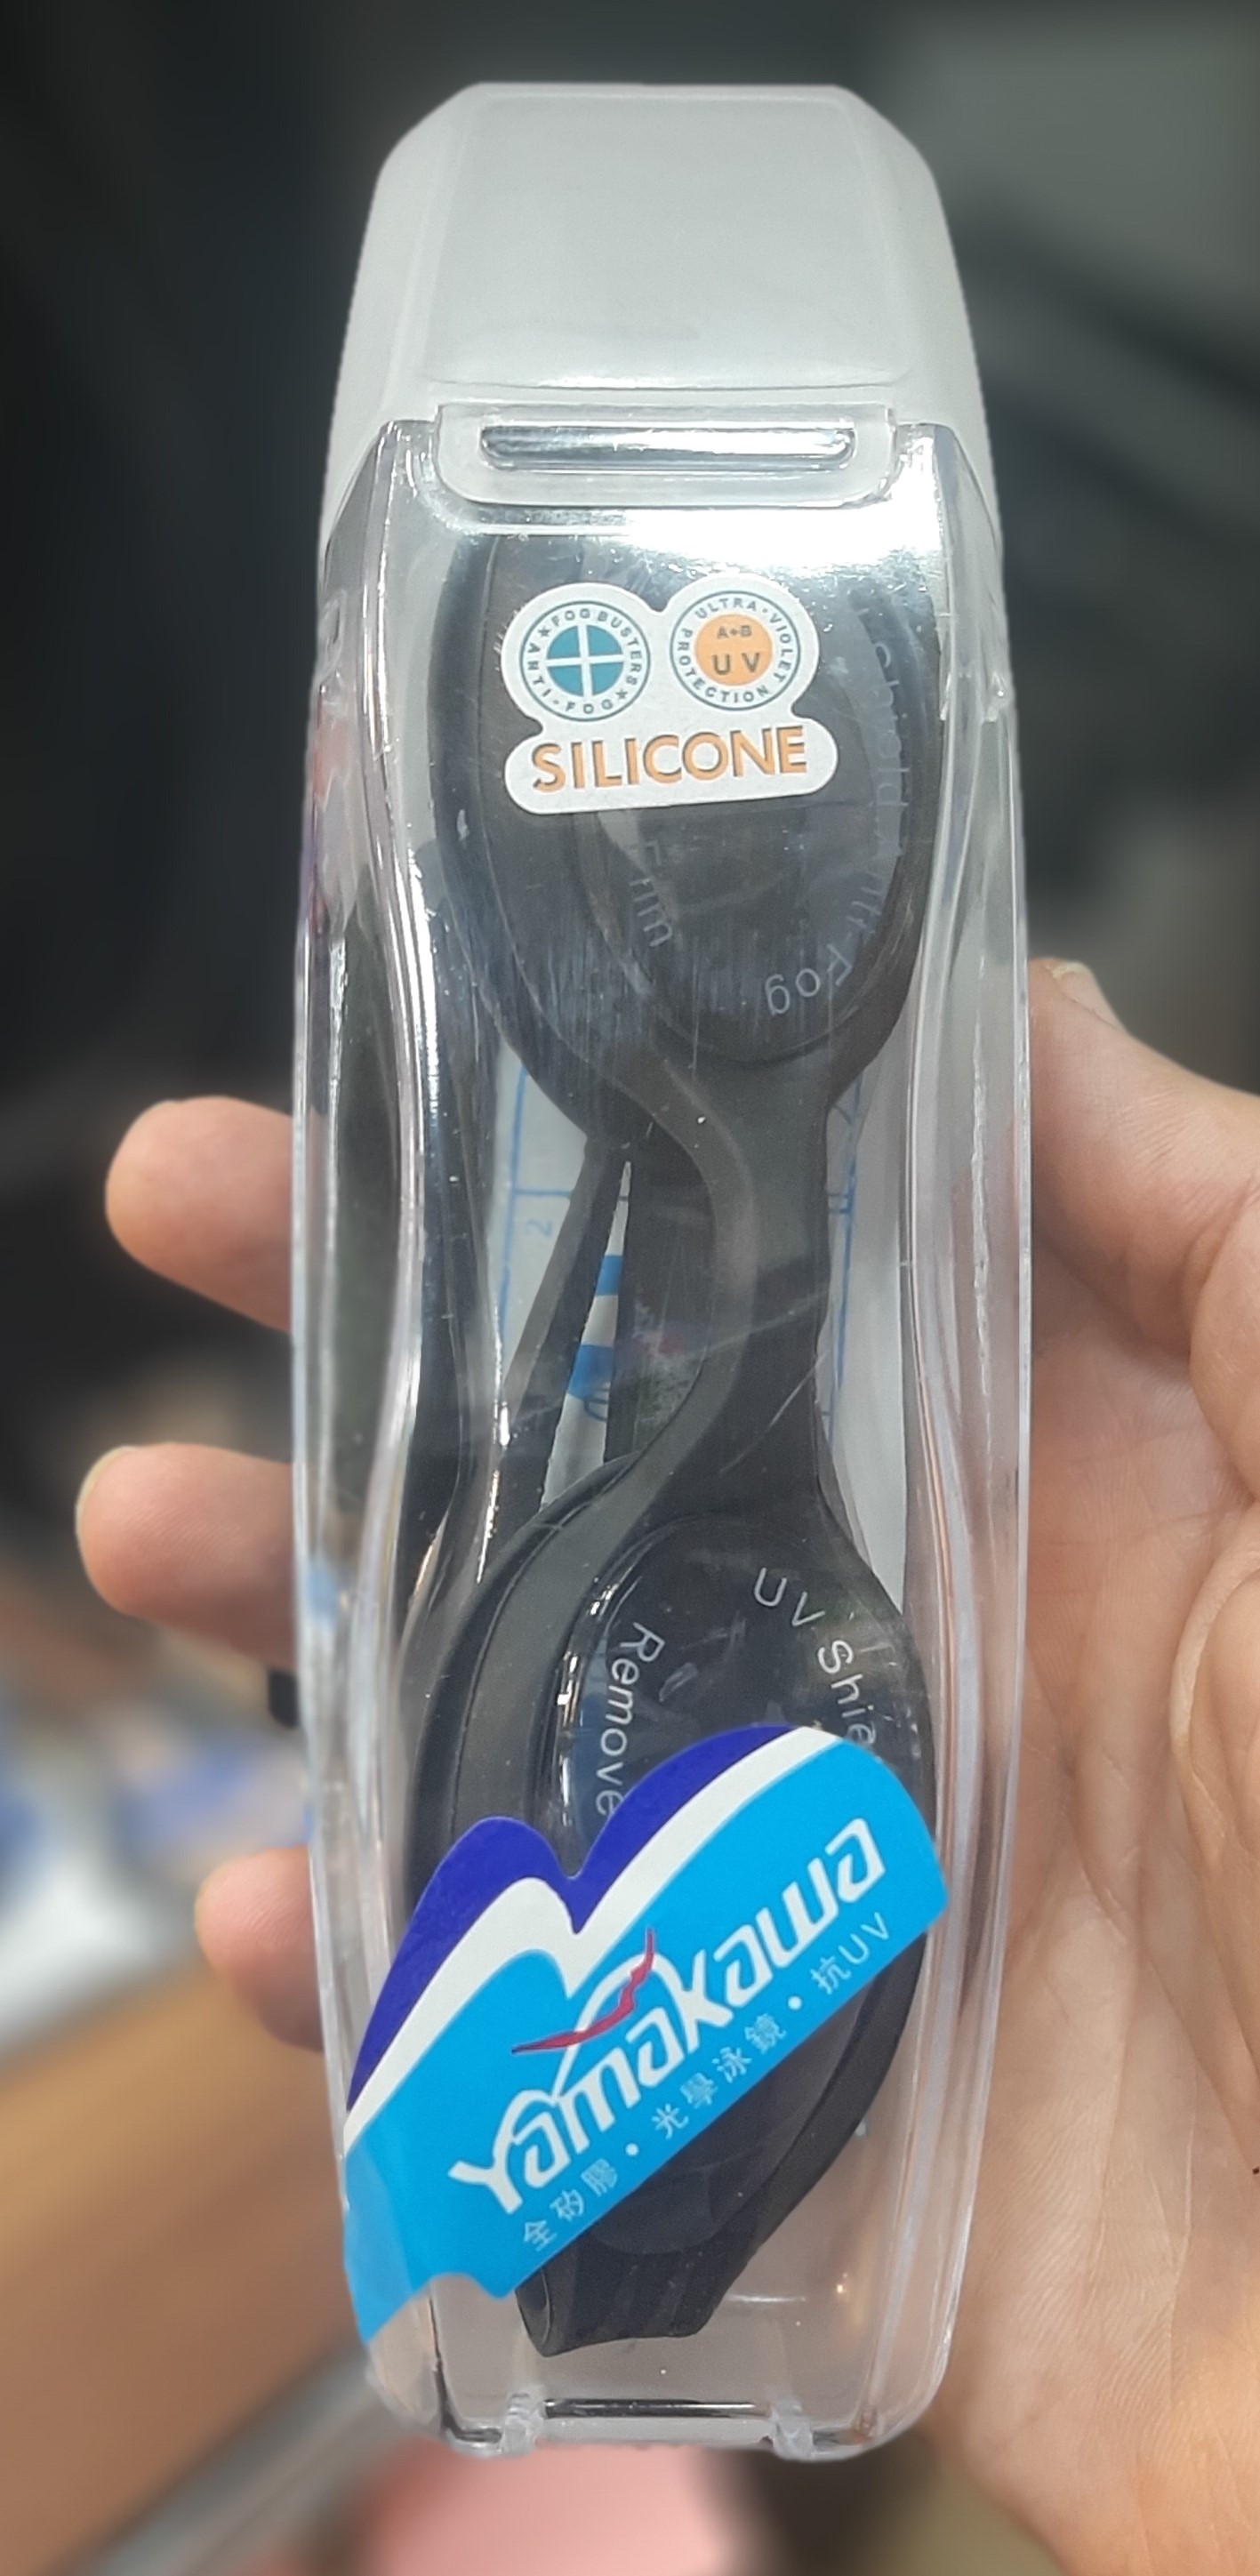 ★FOG BUSTERS★
ANTI-FOG
ULTRA-VIOLET
PROTECTION
A+B
UV
SILICONE
Fog
UV Shie
Remove
Yamakawa
全矽膠•光學泳鏡•抗UV